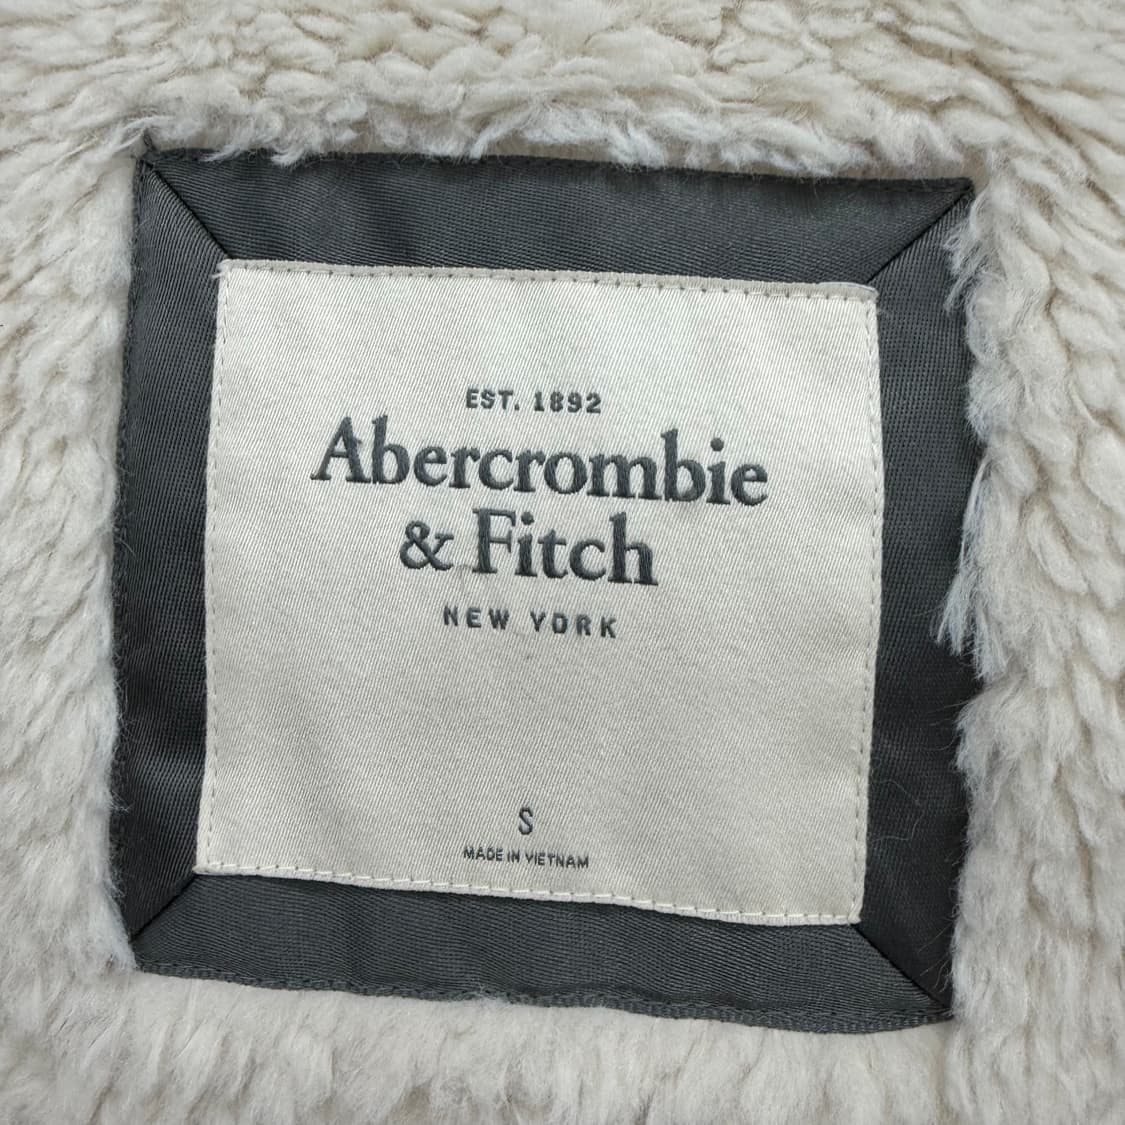 EST. 1892
Abercrombie
& Fitch
NEW YORK
S
MADE IN VIETNAM